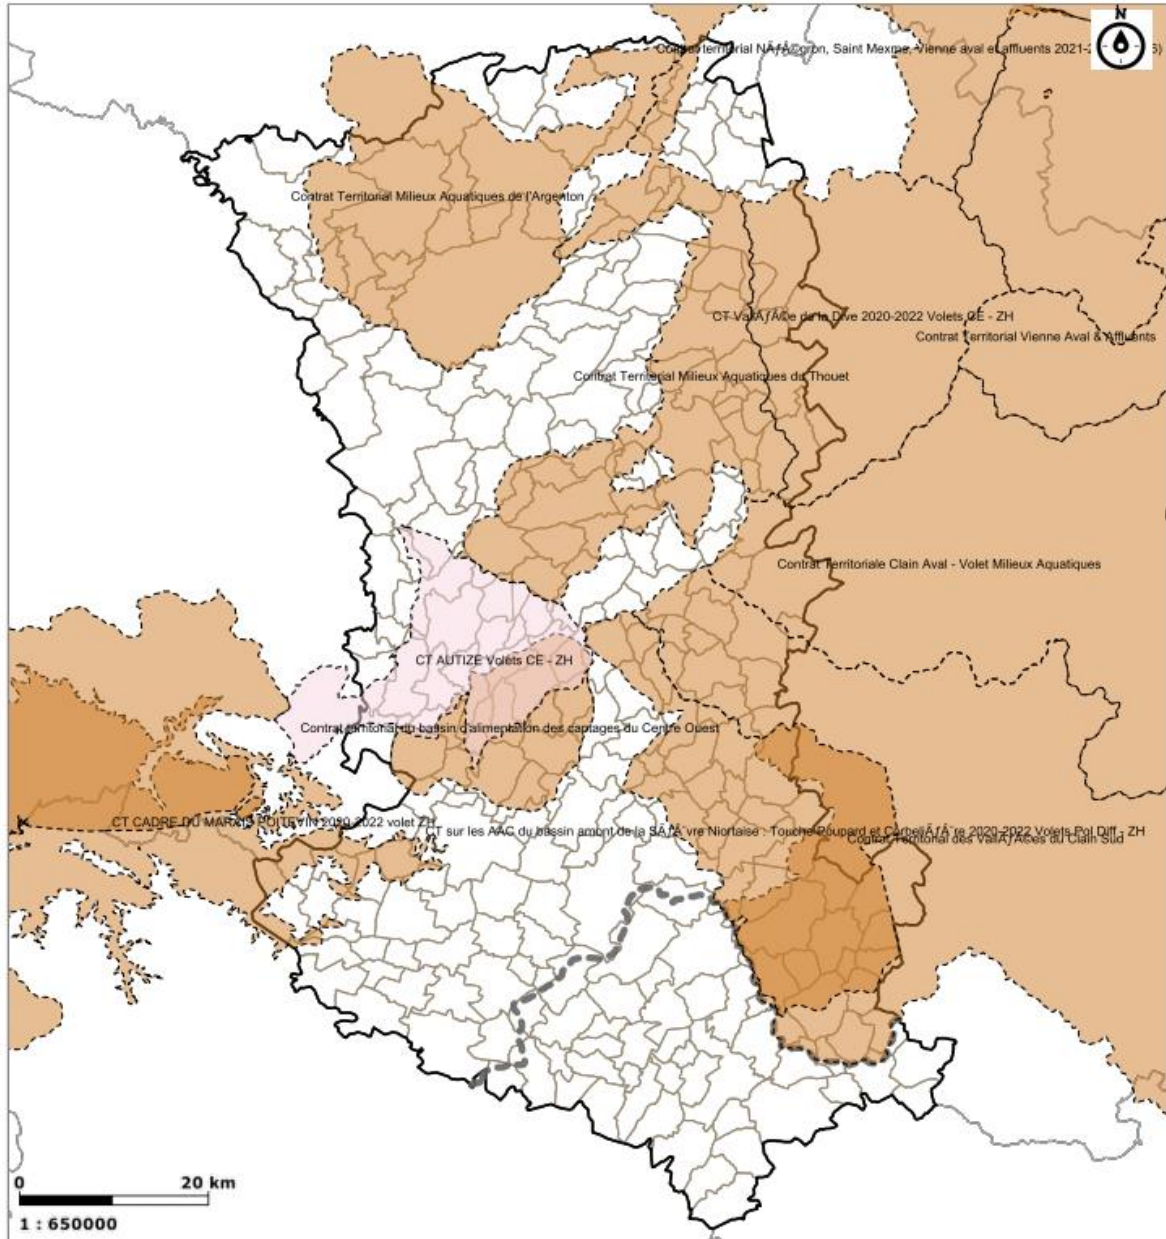 N
Contrat territorial NÃƒÂ©gron, Saint Mexme, Vienne aval et affluents 2021-2
Contrat Territorial Milieux Aquatiques de l'Argenton
CT VallÃƒÂ©e de la Dive 2020-2022 Volets CE - ZH
Contrat Territorial Vienne Aval & Affluents
Contrat Territorial Milieux Aquatiques du Thouet
Contrat Territoriale Clain Aval - Volet Milieux Aquatiques
CT AUTIZE Volets CE - ZH
Contrat territorial du bassin d'alimentation des captages du Centre Ouest
CT CADRE DU MARAIS POITEVIN 2020-2022 volet ZH
CT sur les AAC du bassin amont de la SÃƒÂ¨vre Niortaise : Touche Poupard et CorbeliÃƒÂ¨re 2020-2022 Volets Pol Diff - ZH
Contrat Territorial des VallÃƒÂ©es du Clain Sud
0 20 km
1 : 650000